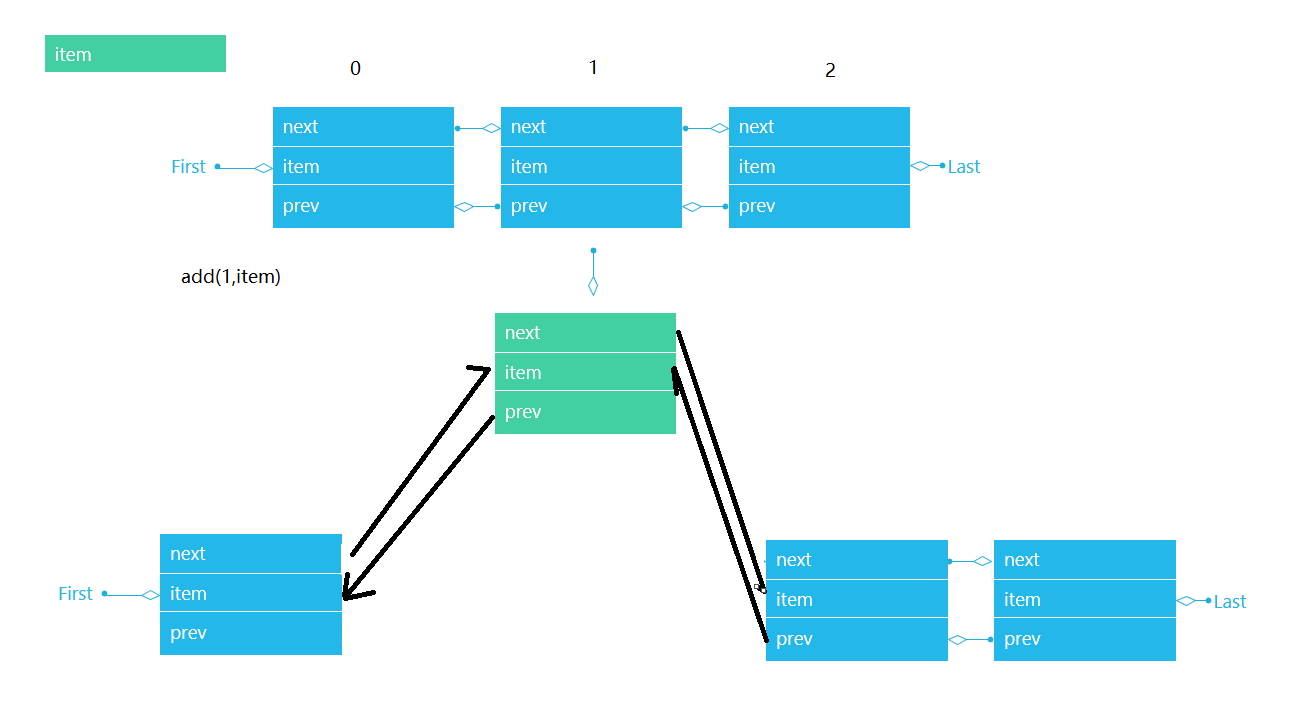 item
0 1 2
next next next
First item item item Last
prev prev prev
add(1,item)
next
item
prev
next next next
First item item item Last
prev prev prev